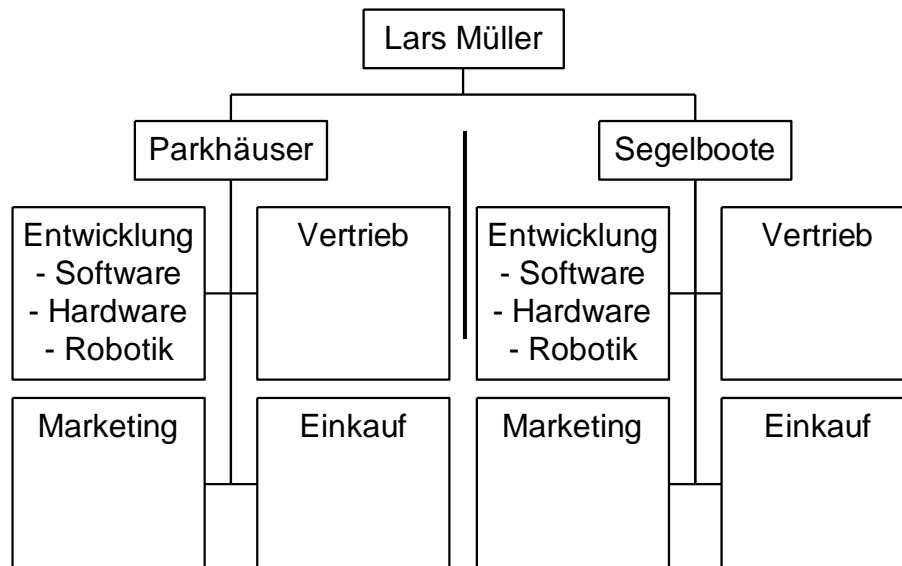 Lars Müller
Parkhäuser
Segelboote
Entwicklung
- Software
- Hardware
- Robotik
Vertrieb
Entwicklung
- Software
- Hardware
- Robotik
Vertrieb
Marketing
Einkauf
Marketing
Einkauf